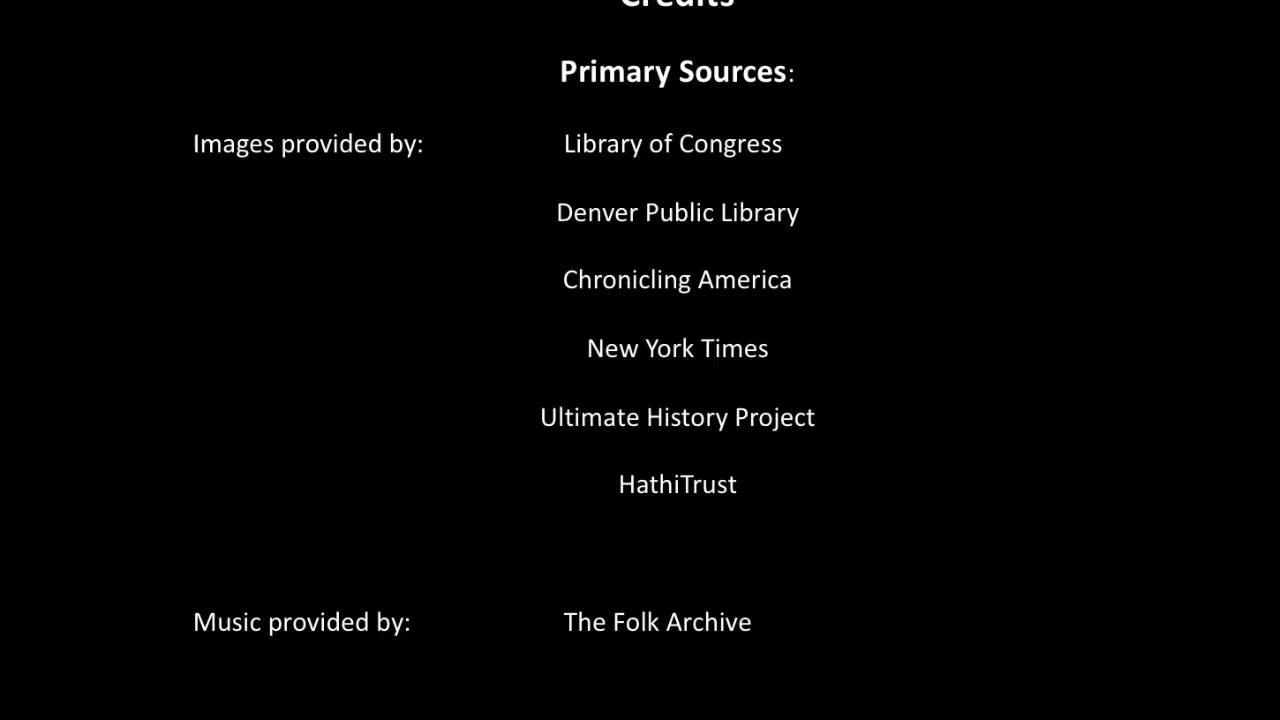 Credits
Primary Sources:
Images provided by: Library of Congress
Denver Public Library
Chronicling America
New York Times
Ultimate History Project
HathiTrust
Music provided by: The Folk Archive